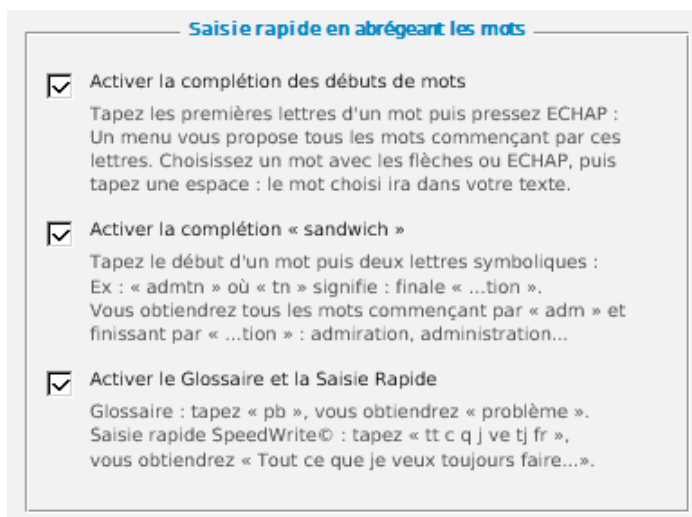 Saisie rapide en abrégeant les mots
Activer la complétion des débuts de mots
Tapez les premières lettres d'un mot puis pressez ECHAP :
Un menu vous propose tous les mots commençant par ces
lettres. Choisissez un mot avec les flèches ou ECHAP, puis
tapez une espace : le mot choisi ira dans votre texte.
Activer la complétion « sandwich »
Tapez le début d'un mot puis deux lettres symboliques :
Ex : « admtn » où « tn » signifie : finale « ...tion ».
Vous obtiendrez tous les mots commençant par « adm » et
finissant par « ...tion » : admiration, administration...
Activer le Glossaire et la Saisie Rapide
Glossaire : tapez « pb », vous obtiendrez « problème ».
Saisie rapide SpeedWrite© : tapez « tt c q j ve tj fr »,
vous obtiendrez « Tout ce que je veux toujours faire...».